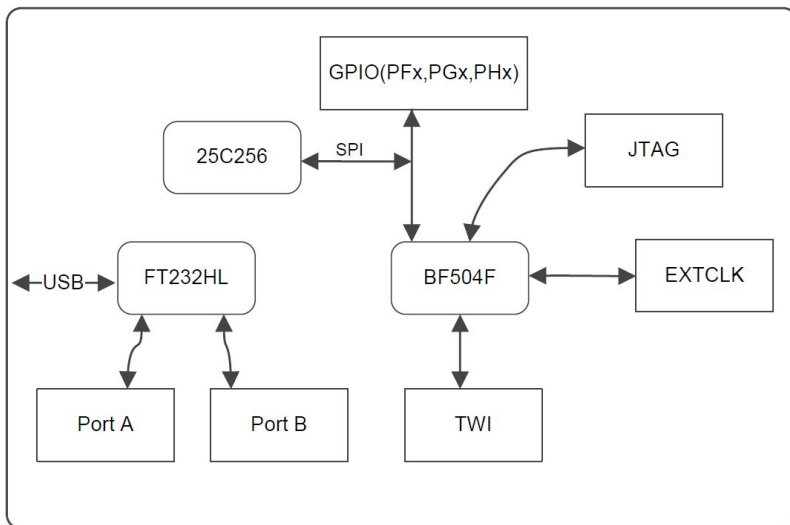 GPIO(PFx,PGx,PHx)
25C256
SPI
JTAG
USB
FT232HL
BF504F
EXTCLK
Port A
Port B
TWI